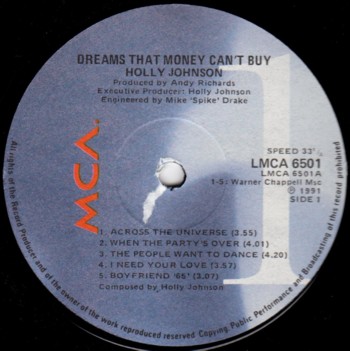 DREAMS THAT MONEY CAN'T BUY
HOLLY JOHNSON
Produced by Andy Richards
Executive Producer: Holly Johnson
Engineered by Mike 'Spike' Drake
MCA
SPEED 33⅓
LMCA 6501
LMCA 6501A
1-5: Warner Chappell Msc
℗ 1991
SIDE 1
1
1. ACROSS THE UNIVERSE (3.55)
2. WHEN THE PARTY'S OVER (4.01)
3. THE PEOPLE WANT TO DANCE (4.20)
4. I NEED YOUR LOVE (3.57)
5. BOYFRIEND '65' (3.07)
Composed by Holly Johnson
All rights of the Record Producer and of the owner of the work reproduced reserved Copying Public Performance and Broadcasting of this record prohibited